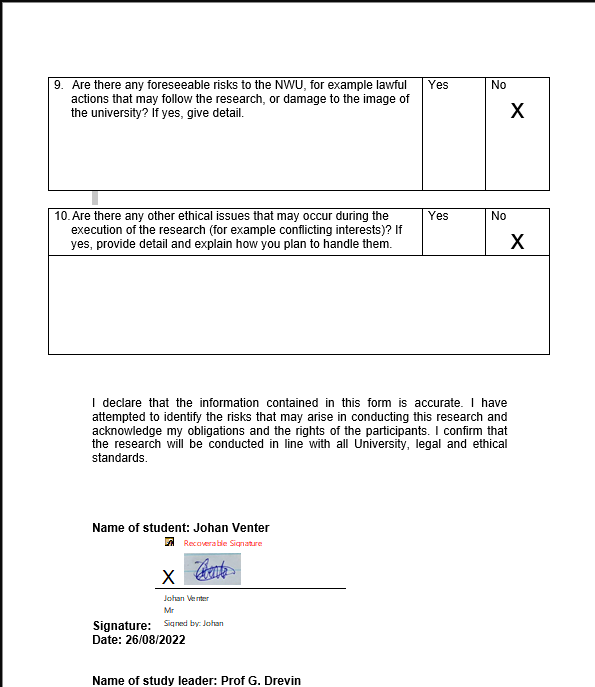 9. Are there any foreseeable risks to the NWU, for example lawful Yes No
actions that may follow the research, or damage to the image of X
the university? If yes, give detail.
10. Are there any other ethical issues that may occur during the Yes No
execution of the research (for example conflicting interests)? If
yes, provide detail and explain how you plan to handle them. X
I declare that the information contained in this form is accurate. I have
attempted to identify the risks that may arise in conducting this research and
acknowledge my obligations and the rights of the participants. I confirm that
the research will be conducted in line with all University, legal and ethical
standards.
Name of student: Johan Venter
Recoverable Signature
X
Johan Venter
Mr
Signature: Signed by: Johan
Date: 26/08/2022
Name of study leader: Prof G. Drevin